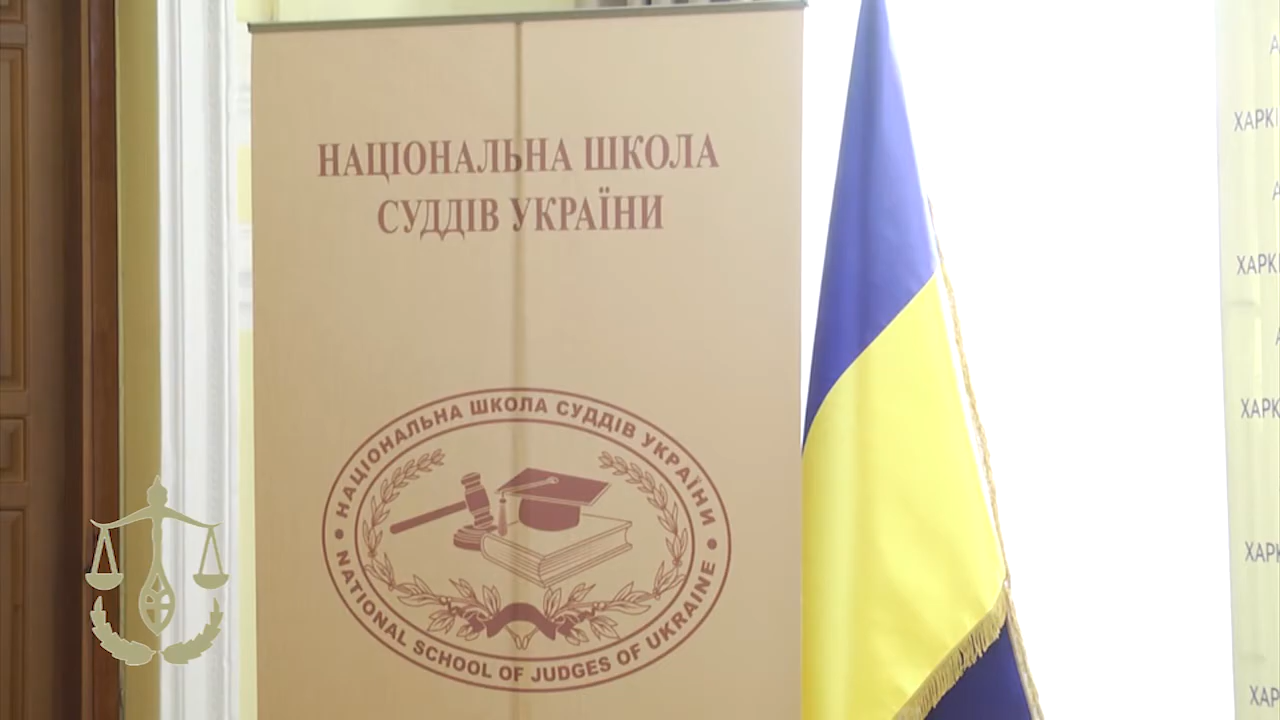 НАЦІОНАЛЬНА ШКОЛА
СУДДІВ УКРАЇНИ
НАЦІОНАЛЬНА ШКОЛА СУДДІВ УКРАЇНИ
NATIONAL SCHOOL OF JUDGES OF UKRAINE